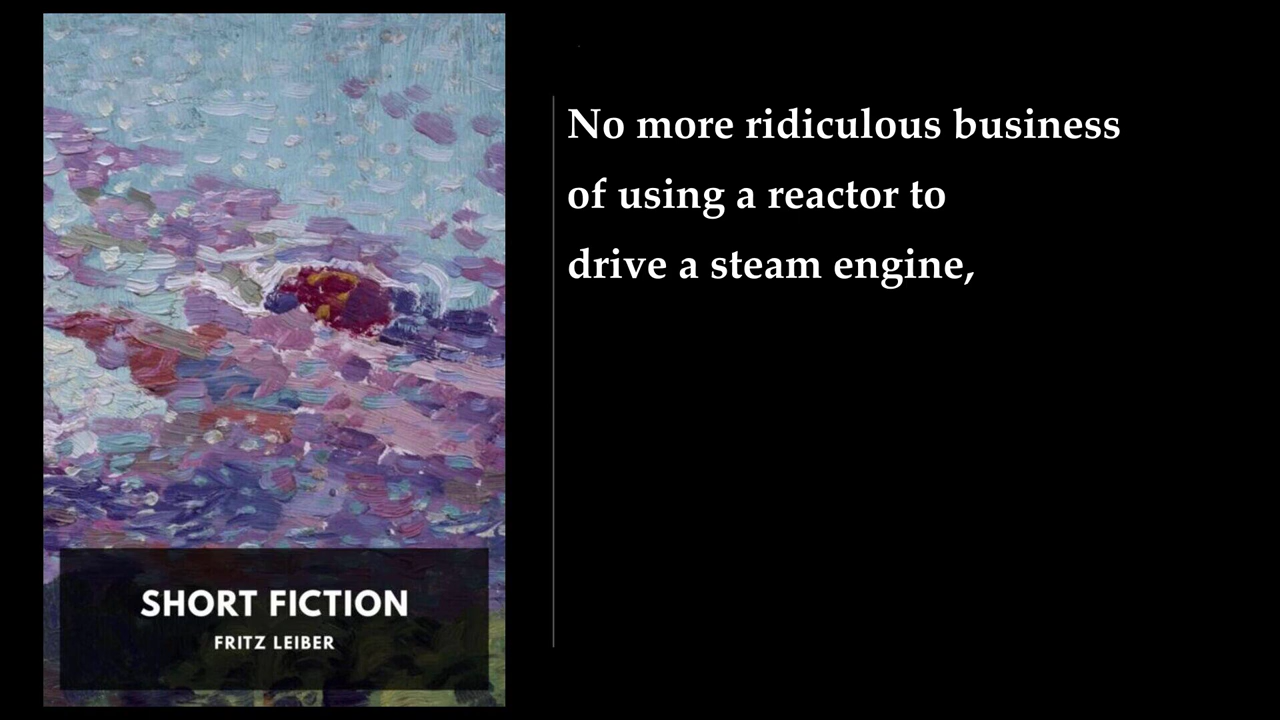 No more ridiculous business
of using a reactor to
drive a steam engine,
SHORT FICTION
FRITZ LEIBER